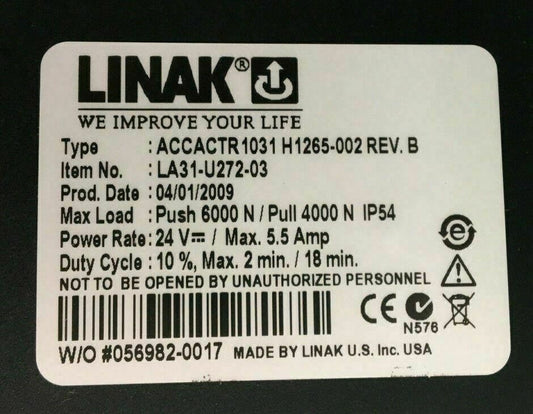 LINAK®
WE IMPROVE YOUR LIFE
Type : ACCACTR1031 H1265-002 REV. B
Item No. : LA31-U272-03
Prod. Date : 04/01/2009
Max Load : Push 6000 N / Pull 4000 N IP54
Power Rate : 24 V⎓ / Max. 5.5 Amp
Duty Cycle : 10 %, Max. 2 min. / 18 min.
NOT TO BE OPENED BY UNAUTHORIZED PERSONNEL
CE
N576
W/O #056982-0017 MADE BY LINAK U.S. Inc. USA